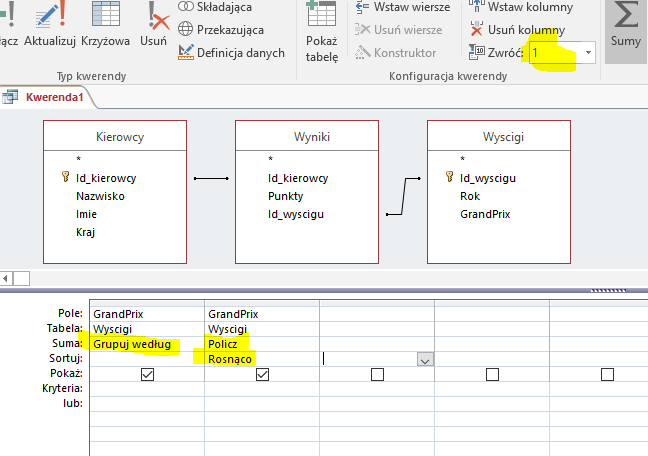 Składająca
Wstaw wiersze
Wstaw kolumny
Przekazująca
Usuń wiersze
Usuń kolumny
Aktualizuj
Krzyżowa
Usuń
Definicja danych
Pokaż
tabelę
Konstruktor
Zwróć: 1
Sumy
Typ kwerendy
Konfiguracja kwerendy
Kwerenda1
Kierowcy
*
Id_kierowcy
Nazwisko
Imie
Kraj
Wyniki
*
Id_kierowcy
Punkty
Id_wyscigu
Wyscigi
*
Id_wyscigu
Rok
GrandPrix
Pole: GrandPrix GrandPrix
Tabela: Wyscigi Wyscigi
Suma: Grupuj według Policz
Sortuj: Rosnąco
Pokaż:
Kryteria:
lub: